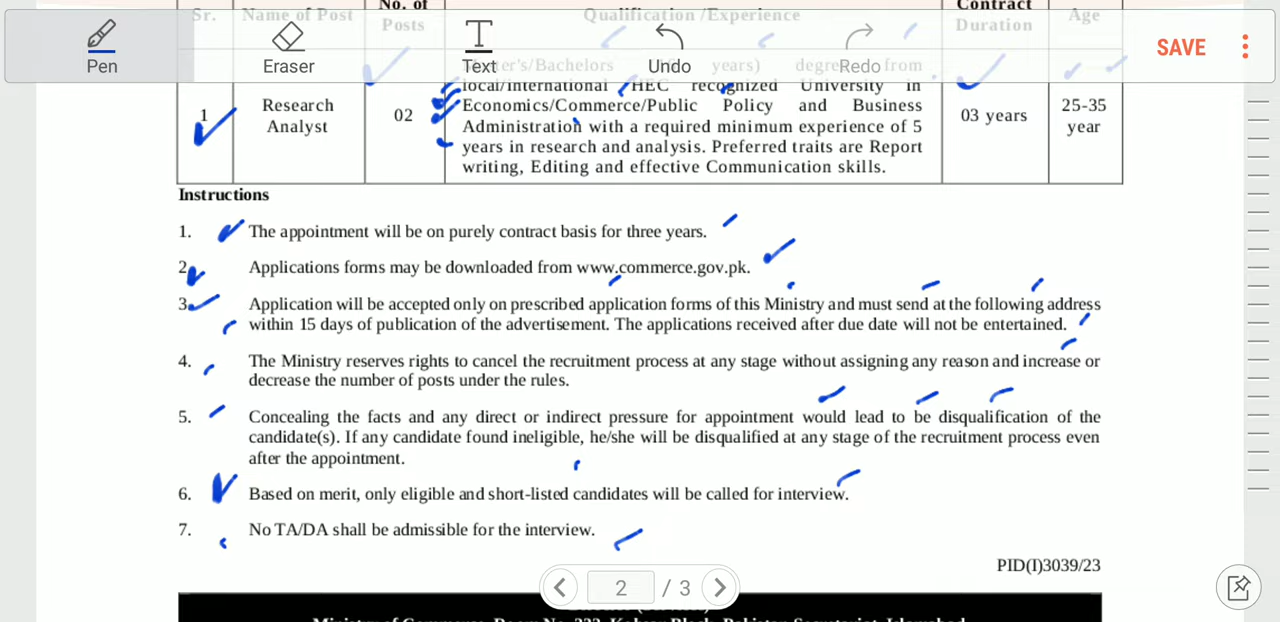 Sr. Name of Post No. of Posts Qualification /Experience Contract Duration Age
Pen Eraser Text Undo Redo SAVE
years) degree from
local/International /HEC recognized University in
1 Research Analyst 02 Economics/Commerce/Public Policy and Business 03 years 25-35 year
Administration with a required minimum experience of 5
years in research and analysis. Preferred traits are Report
writing, Editing and effective Communication skills.
Instructions
1. The appointment will be on purely contract basis for three years.
2. Applications forms may be downloaded from www.commerce.gov.pk.
3. Application will be accepted only on prescribed application forms of this Ministry and must send at the following address
within 15 days of publication of the advertisement. The applications received after due date will not be entertained.
4. The Ministry reserves rights to cancel the recruitment process at any stage without assigning any reason and increase or
decrease the number of posts under the rules.
5. Concealing the facts and any direct or indirect pressure for appointment would lead to be disqualification of the
candidate(s). If any candidate found ineligible, he/she will be disqualified at any stage of the recruitment process even
after the appointment.
6. Based on merit, only eligible and short-listed candidates will be called for interview.
7. No TA/DA shall be admissible for the interview.
PID(I)3039/23
2 / 3